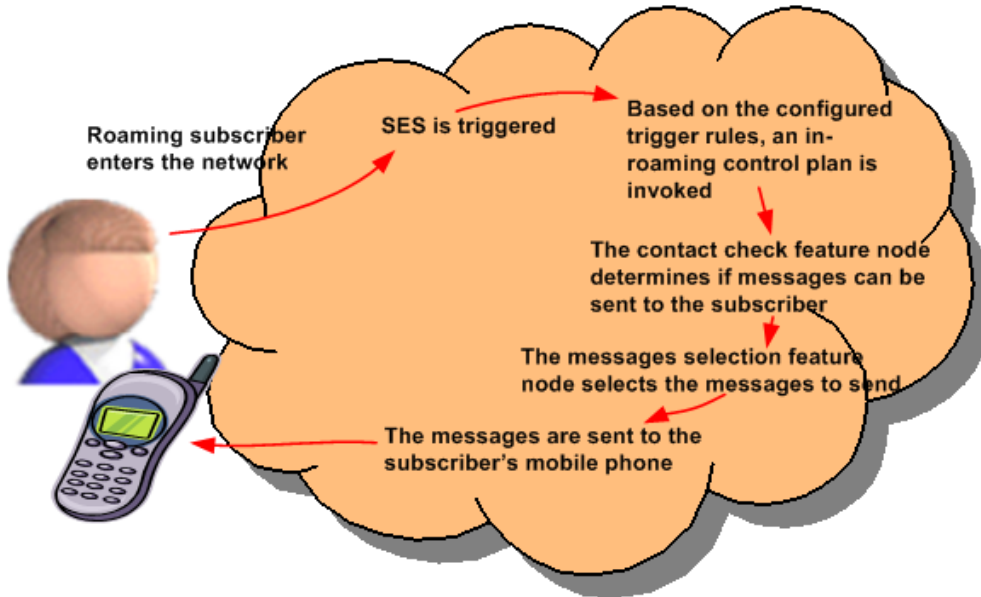 Roaming subscriber
enters the network
SES is triggered
Based on the configured
trigger rules, an in-
roaming control plan is
invoked
The contact check feature node
determines if messages can be
sent to the subscriber
The messages selection feature
node selects the messages to send
The messages are sent to the
subscriber's mobile phone